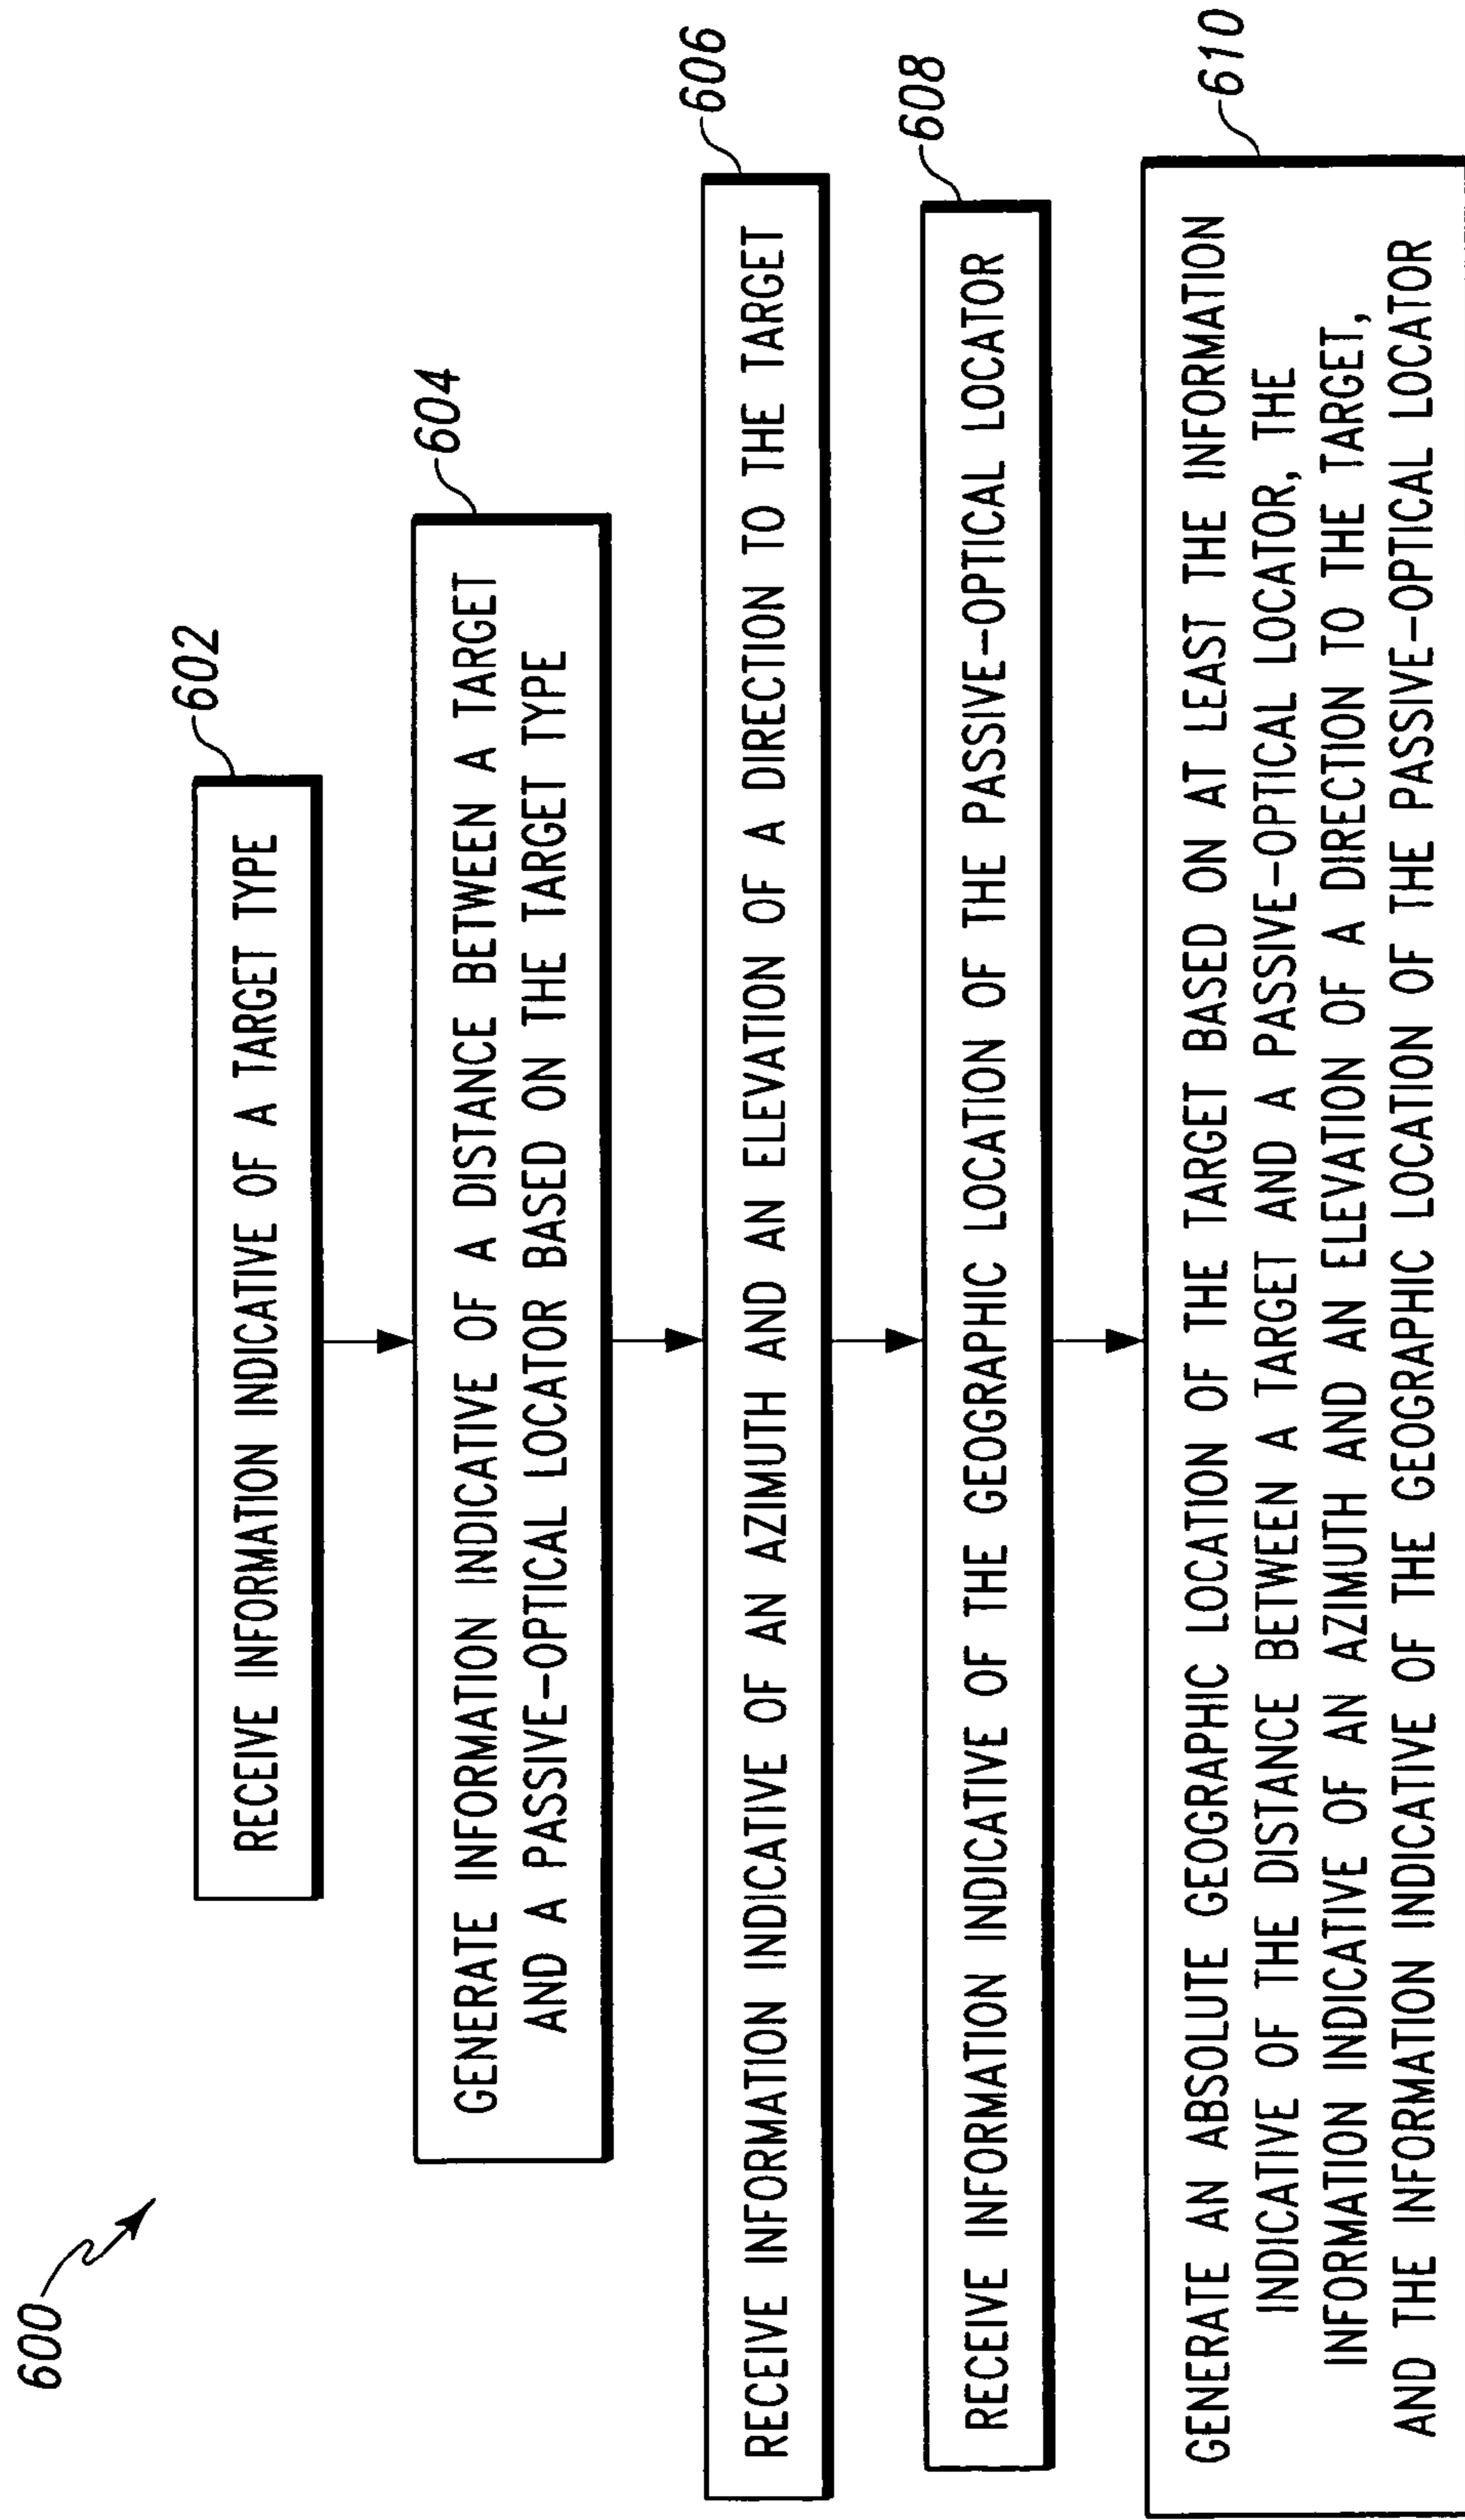 600
602
RECEIVE INFORMATION INDICATIVE OF A TARGET TYPE
604
GENERATE INFORMATION INDICATIVE OF A DISTANCE BETWEEN A TARGET
AND A PASSIVE-OPTICAL LOCATOR BASED ON THE TARGET TYPE
606
RECEIVE INFORMATION INDICATIVE OF AN AZIMUTH AND AN ELEVATION OF A DIRECTION TO THE TARGET
608
RECEIVE INFORMATION INDICATIVE OF THE GEOGRAPHIC LOCATION OF THE PASSIVE-OPTICAL LOCATOR
610
GENERATE AN ABSOLUTE GEOGRAPHIC LOCATION OF THE TARGET BASED ON AT LEAST THE INFORMATION
INDICATIVE OF THE DISTANCE BETWEEN A TARGET AND A PASSIVE-OPTICAL LOCATOR, THE
INFORMATION INDICATIVE OF AN AZIMUTH AND AN ELEVATION OF A DIRECTION TO THE TARGET,
AND THE INFORMATION INDICATIVE OF THE GEOGRAPHIC LOCATION OF THE PASSIVE-OPTICAL LOCATOR